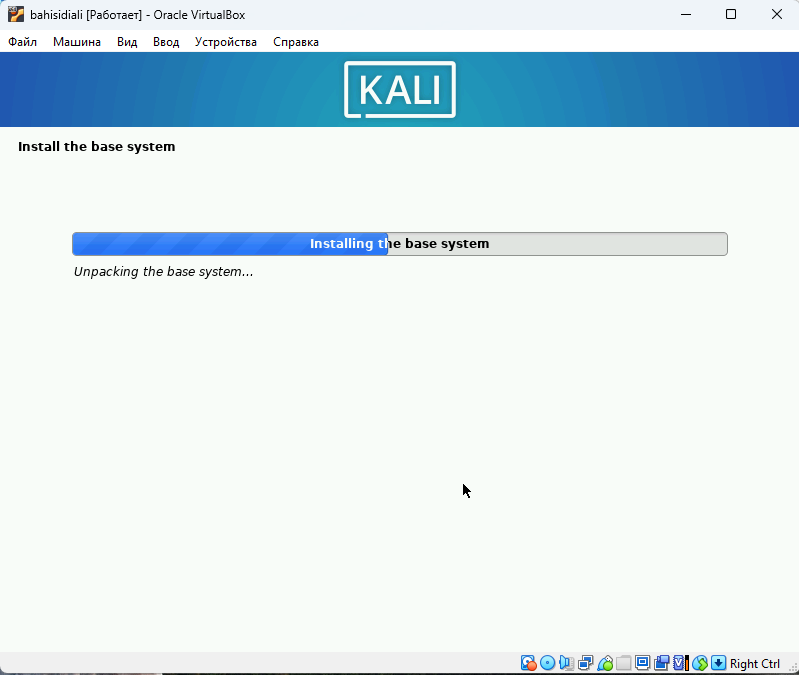 bahisidiali [Работает] - Oracle VirtualBox
Файл Машина Вид Ввод Устройства Справка
KALI
Install the base system
Installing the base system
Unpacking the base system...
Right Ctrl